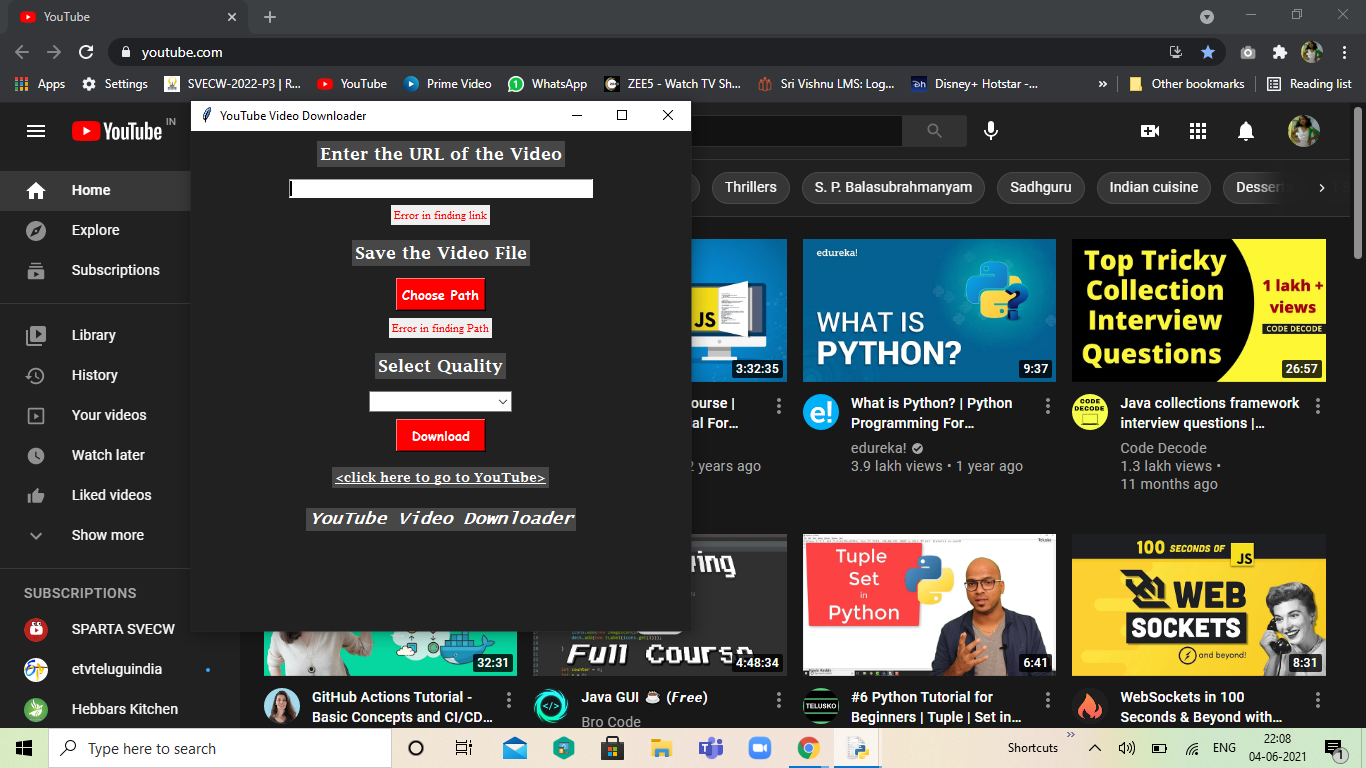 YouTube
youtube.com
Apps
Settings
SVECW-2022-P3 | R...
YouTube
Prime Video
WhatsApp
ZEE5 - Watch TV Sh...
Sri Vishnu LMS: Log...
Disney+ Hotstar -...
»
Other bookmarks
Reading list
YouTube Video Downloader
YouTube IN
Enter the URL of the Video
Error in finding link
Save the Video File
Choose Path
Error in finding Path
Select Quality
Download
<click here to go to YouTube>
YouTube Video Downloader
Home
Explore
Subscriptions
Library
History
Your videos
Watch later
Liked videos
Show more
SUBSCRIPTIONS
SPARTA SVECW
etvteluguindia
Hebbars Kitchen
Thrillers
S. P. Balasubrahmanyam
Sadhguru
Indian cuisine
Dessert
JS
3:32:35
edureka!
WHAT IS
PYTHON?
9:37
Top Tricky
Collection
Interview
Questions
1 lakh +
views
CODE DECODE
26:57
ourse |
al For...
2 years ago
e!
What is Python? | Python
Programming For...
edureka!
3.9 lakh views • 1 year ago
CODE
DECODE
Java collections framework
interview questions |...
Code Decode
1.3 lakh views •
11 months ago
32:31
Full Course
4:48:34
Tuple
Set
in
Python
Telusko
6:41
100 SECONDS OF
JS
WEB
SOCKETS
and beyond!
8:31
GitHub Actions Tutorial -
Basic Concepts and CI/CD...
Java GUI ☕ (Free)
Bro Code
TELUSKO
#6 Python Tutorial for
Beginners | Tuple | Set in...
WebSockets in 100
Seconds & Beyond with...
Type here to search
Shortcuts
»
ENG
22:08
04-06-2021
1